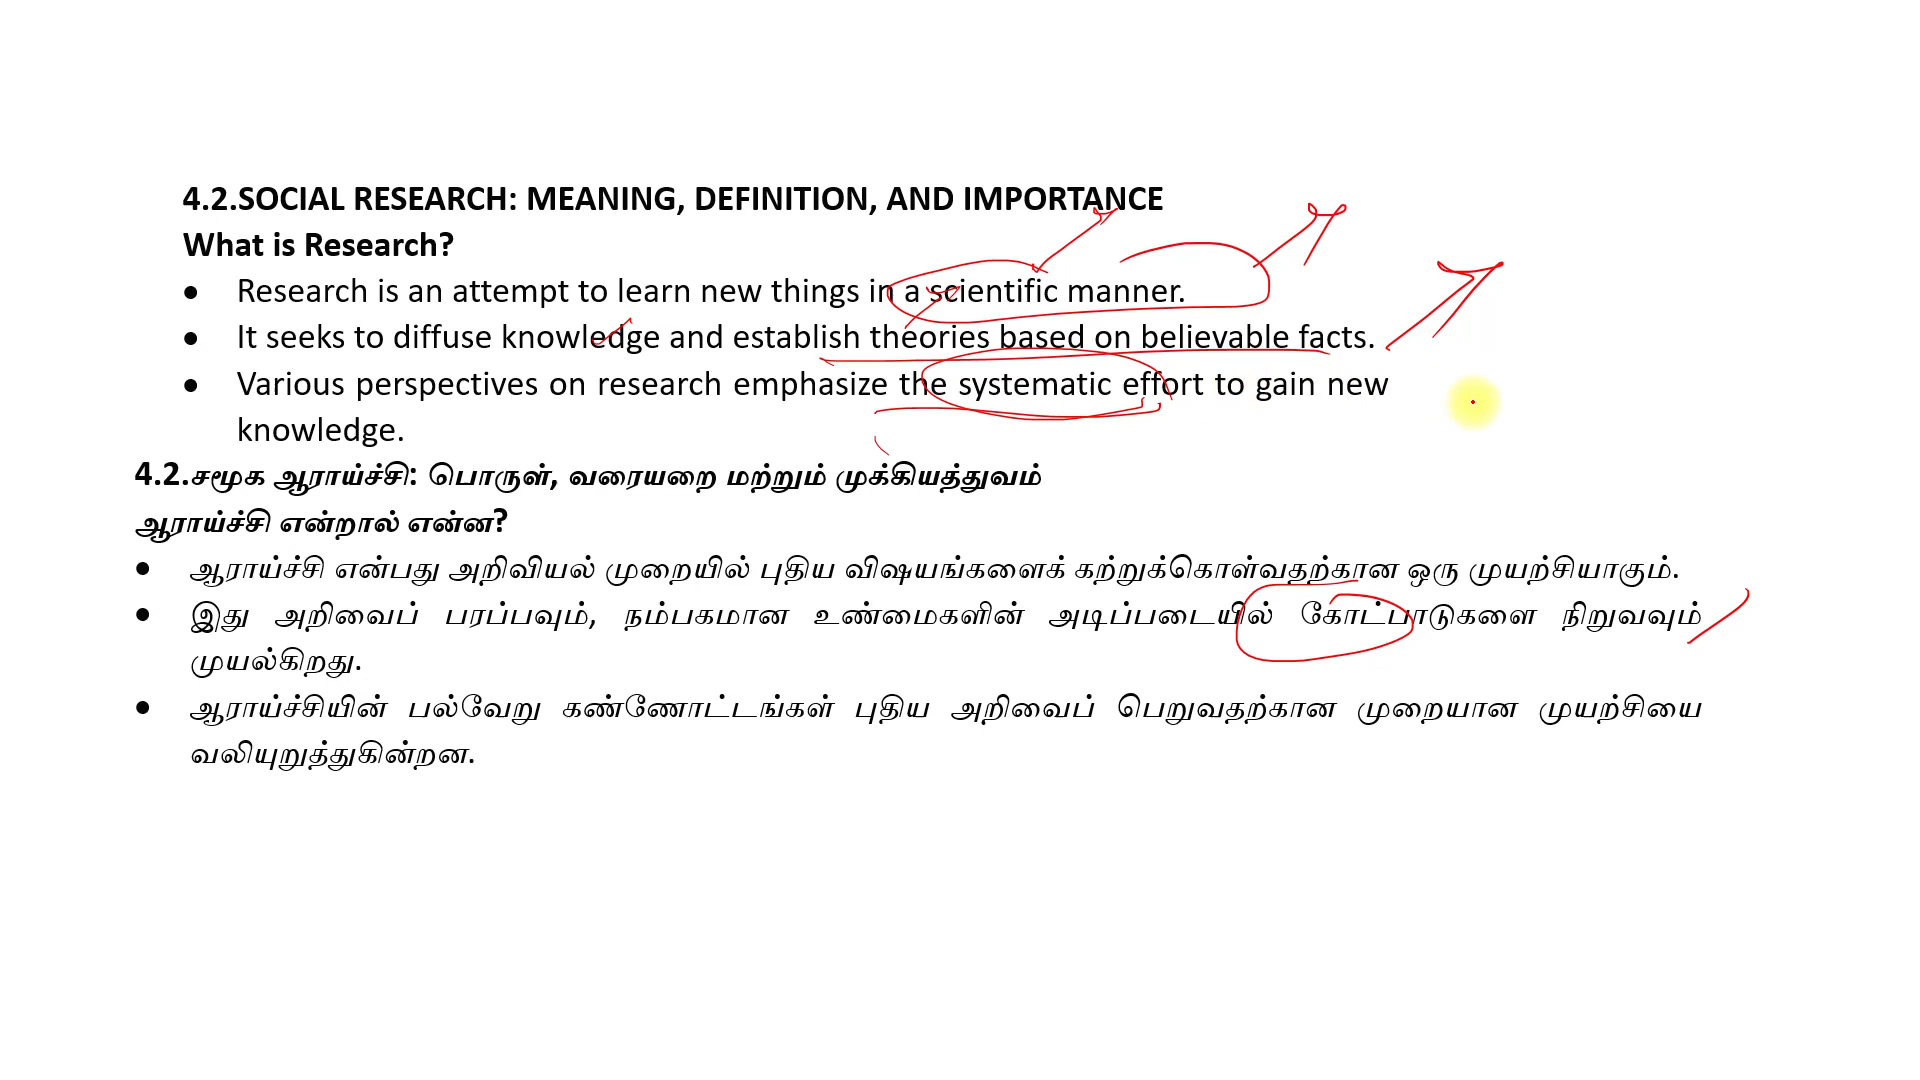 4.2.SOCIAL RESEARCH: MEANING, DEFINITION, AND IMPORTANCE
What is Research?
• Research is an attempt to learn new things in a scientific manner.
• It seeks to diffuse knowledge and establish theories based on believable facts.
• Various perspectives on research emphasize the systematic effort to gain new
knowledge.
4.2.சமூக ஆராய்ச்சி: பொருள், வரையறை மற்றும் முக்கியத்துவம்
ஆராய்ச்சி என்றால் என்ன?
• ஆராய்ச்சி என்பது அறிவியல் முறையில் புதிய விஷயங்களைக் கற்றுக்கொள்வதற்கான ஒரு முயற்சியாகும்.
• இது அறிவைப் பரப்பவும், நம்பகமான உண்மைகளின் அடிப்படையில் கோட்பாடுகளை நிறுவவும்
முயல்கிறது.
• ஆராய்ச்சியின் பல்வேறு கண்ணோட்டங்கள் புதிய அறிவைப் பெறுவதற்கான முறையான முயற்சியை
வலியுறுத்துகின்றன.